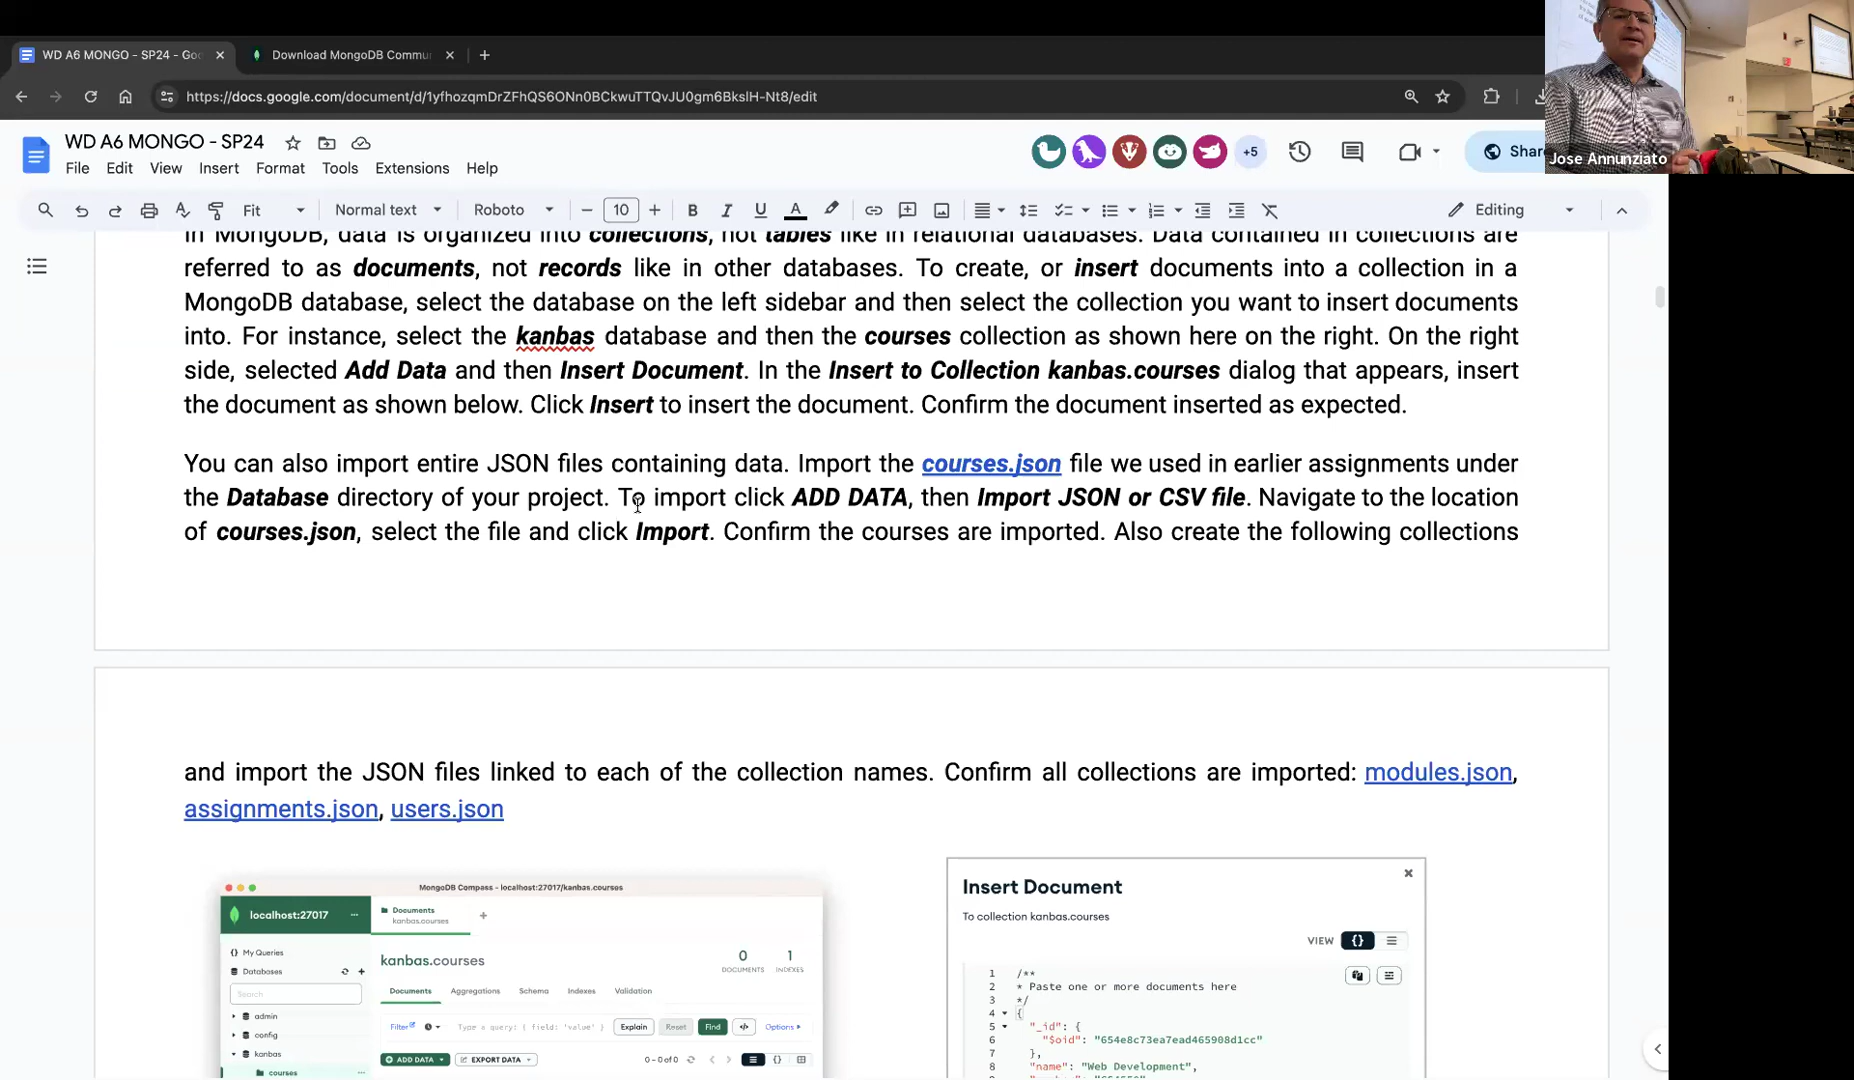 WD A6 MONGO - SP24 - Goo
Download MongoDB Commun
https://docs.google.com/document/d/1yfhozqmDrZFhQS6ONn0BCkwuTTQvJU0gm6BkslH-Nt8/edit
WD A6 MONGO - SP24
File Edit View Insert Format Tools Extensions Help
+5
Share
Jose Annunziato
Fit
Normal text
Roboto
10
Editing
In MongoDB, data is organized into collections, not tables like in relational databases. Data contained in collections are
referred to as documents, not records like in other databases. To create, or insert documents into a collection in a
MongoDB database, select the database on the left sidebar and then select the collection you want to insert documents
into. For instance, select the kanbas database and then the courses collection as shown here on the right. On the right
side, selected Add Data and then Insert Document. In the Insert to Collection kanbas.courses dialog that appears, insert
the document as shown below. Click Insert to insert the document. Confirm the document inserted as expected.
You can also import entire JSON files containing data. Import the courses.json file we used in earlier assignments under
the Database directory of your project. To import click ADD DATA, then Import JSON or CSV file. Navigate to the location
of courses.json, select the file and click Import. Confirm the courses are imported. Also create the following collections
and import the JSON files linked to each of the collection names. Confirm all collections are imported: modules.json,
assignments.json, users.json
MongoDB Compass - localhost:27017/kanbas.courses
localhost:27017 ...
{} My Queries
Databases
Search
admin
config
kanbas
courses ...
Documents
kanbas.courses
kanbas.courses
0
DOCUMENTS
1
INDEXES
Documents Aggregations Schema Indexes Validation
Filter
Type a query: { field: 'value' }
Explain Reset Find </> Options
ADD DATA EXPORT DATA 0 – 0 of 0 {}
Insert Document
To collection kanbas.courses
VIEW {}
1 /**
2 * Paste one or more documents here
3 */
4 {
5 "_id": {
6 "$oid": "654e8c73ea7ead465908d1cc"
7 },
8 "name": "Web Development",